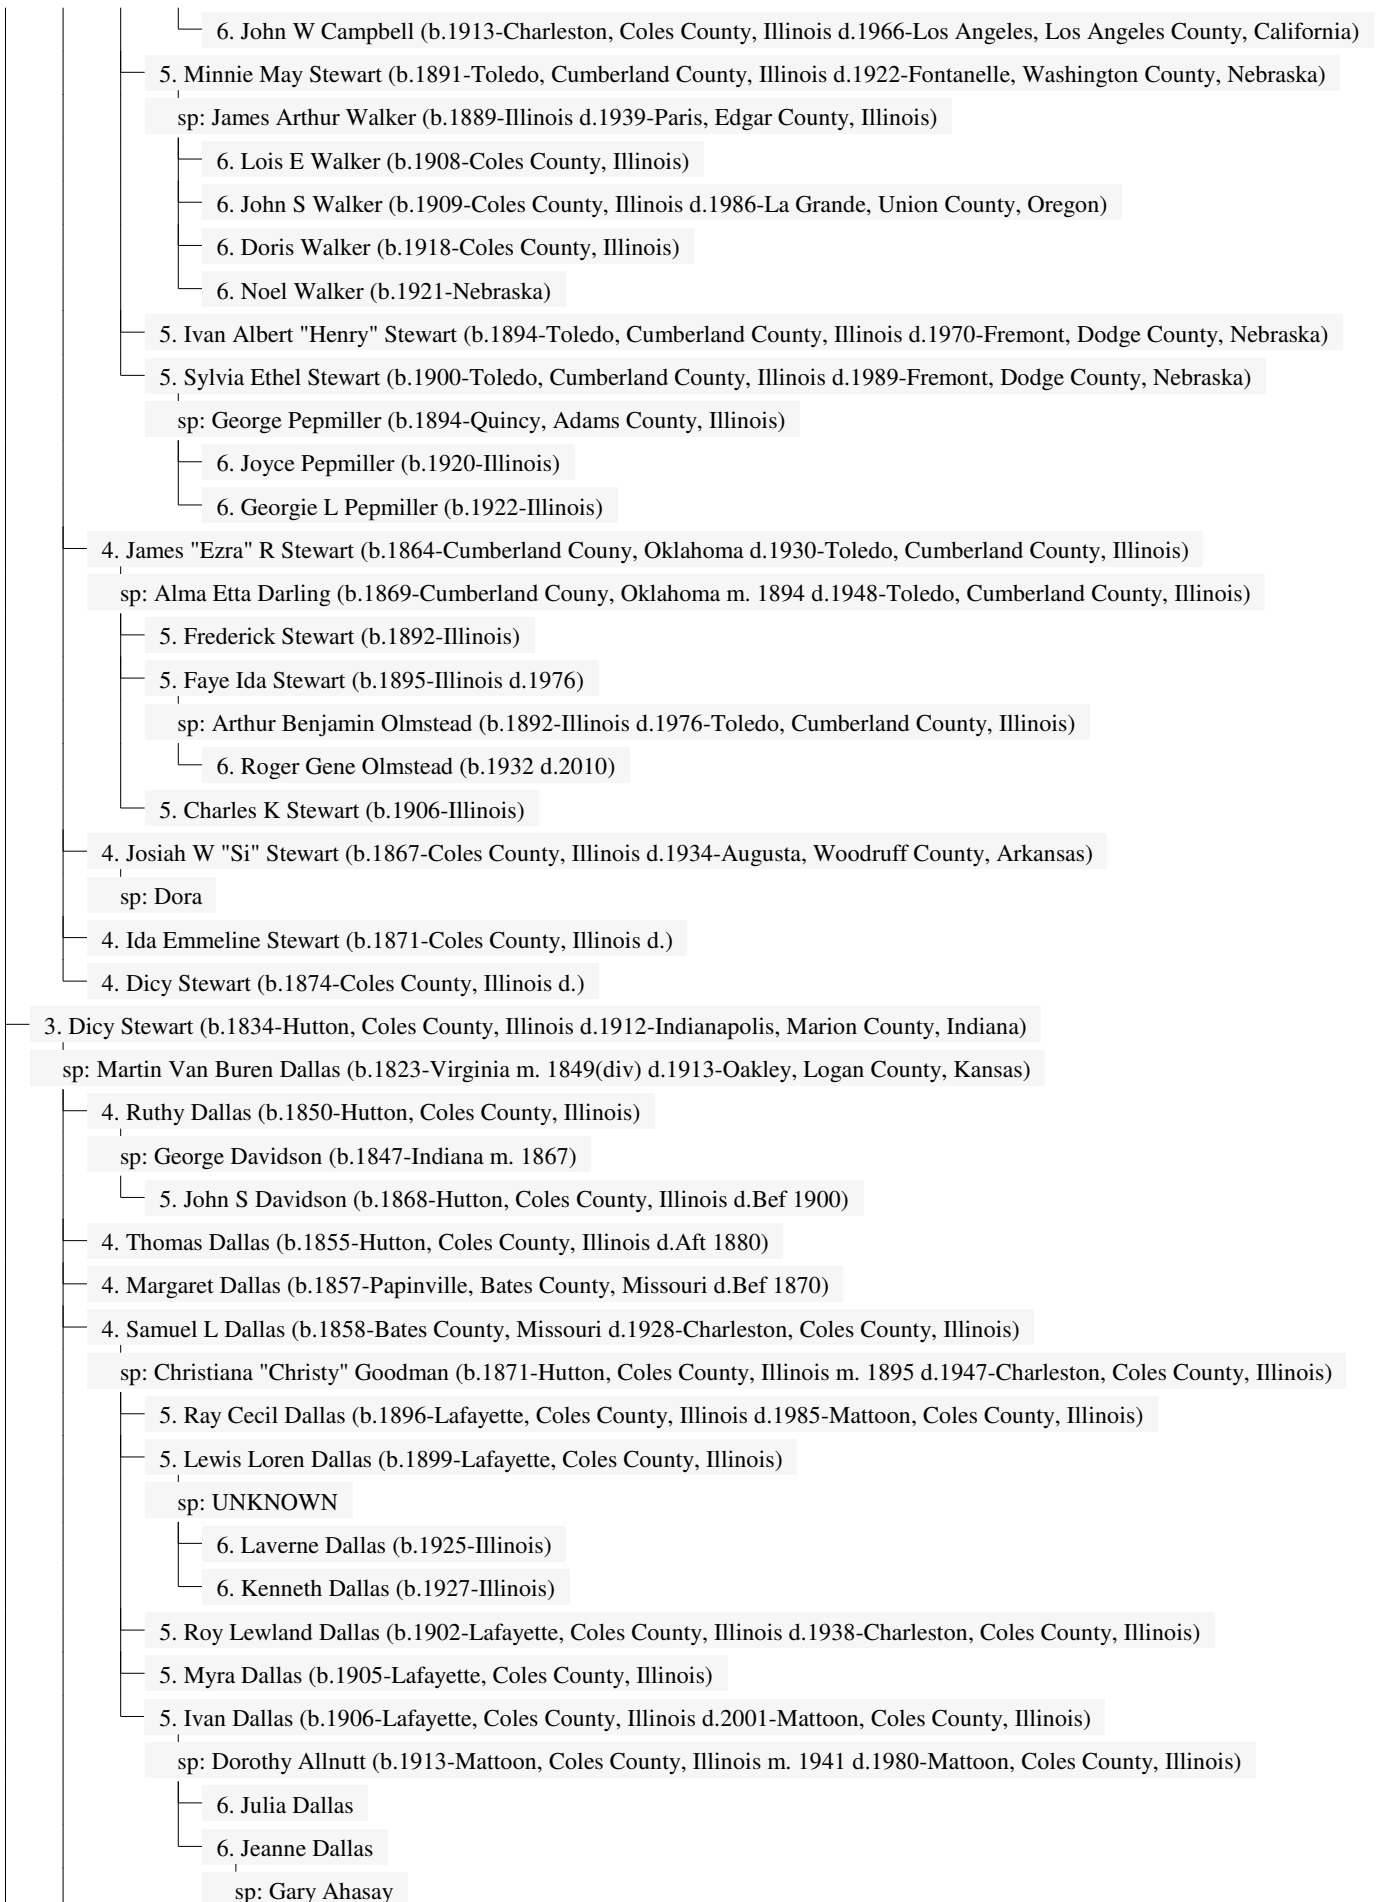 6. John W Campbell (b.1913-Charleston, Coles County, Illinois d.1966-Los Angeles, Los Angeles County, California)
5. Minnie May Stewart (b.1891-Toledo, Cumberland County, Illinois d.1922-Fontanelle, Washington County, Nebraska)
sp: James Arthur Walker (b.1889-Illinois d.1939-Paris, Edgar County, Illinois)
6. Lois E Walker (b.1908-Coles County, Illinois)
6. John S Walker (b.1909-Coles County, Illinois d.1986-La Grande, Union County, Oregon)
6. Doris Walker (b.1918-Coles County, Illinois)
6. Noel Walker (b.1921-Nebraska)
5. Ivan Albert "Henry" Stewart (b.1894-Toledo, Cumberland County, Illinois d.1970-Fremont, Dodge County, Nebraska)
5. Sylvia Ethel Stewart (b.1900-Toledo, Cumberland County, Illinois d.1989-Fremont, Dodge County, Nebraska)
sp: George Pepmiller (b.1894-Quincy, Adams County, Illinois)
6. Joyce Pepmiller (b.1920-Illinois)
6. Georgie L Pepmiller (b.1922-Illinois)
4. James "Ezra" R Stewart (b.1864-Cumberland Couny, Oklahoma d.1930-Toledo, Cumberland County, Illinois)
sp: Alma Etta Darling (b.1869-Cumberland Couny, Oklahoma m. 1894 d.1948-Toledo, Cumberland County, Illinois)
5. Frederick Stewart (b.1892-Illinois)
5. Faye Ida Stewart (b.1895-Illinois d.1976)
sp: Arthur Benjamin Olmstead (b.1892-Illinois d.1976-Toledo, Cumberland County, Illinois)
6. Roger Gene Olmstead (b.1932 d.2010)
5. Charles K Stewart (b.1906-Illinois)
4. Josiah W "Si" Stewart (b.1867-Coles County, Illinois d.1934-Augusta, Woodruff County, Arkansas)
sp: Dora
4. Ida Emmeline Stewart (b.1871-Coles County, Illinois d.)
4. Dicy Stewart (b.1874-Coles County, Illinois d.)
3. Dicy Stewart (b.1834-Hutton, Coles County, Illinois d.1912-Indianapolis, Marion County, Indiana)
sp: Martin Van Buren Dallas (b.1823-Virginia m. 1849(div) d.1913-Oakley, Logan County, Kansas)
4. Ruthy Dallas (b.1850-Hutton, Coles County, Illinois)
sp: George Davidson (b.1847-Indiana m. 1867)
5. John S Davidson (b.1868-Hutton, Coles County, Illinois d.Bef 1900)
4. Thomas Dallas (b.1855-Hutton, Coles County, Illinois d.Aft 1880)
4. Margaret Dallas (b.1857-Papinville, Bates County, Missouri d.Bef 1870)
4. Samuel L Dallas (b.1858-Bates County, Missouri d.1928-Charleston, Coles County, Illinois)
sp: Christiana "Christy" Goodman (b.1871-Hutton, Coles County, Illinois m. 1895 d.1947-Charleston, Coles County, Illinois)
5. Ray Cecil Dallas (b.1896-Lafayette, Coles County, Illinois d.1985-Mattoon, Coles County, Illinois)
5. Lewis Loren Dallas (b.1899-Lafayette, Coles County, Illinois)
sp: UNKNOWN
6. Laverne Dallas (b.1925-Illinois)
6. Kenneth Dallas (b.1927-Illinois)
5. Roy Lewland Dallas (b.1902-Lafayette, Coles County, Illinois d.1938-Charleston, Coles County, Illinois)
5. Myra Dallas (b.1905-Lafayette, Coles County, Illinois)
5. Ivan Dallas (b.1906-Lafayette, Coles County, Illinois d.2001-Mattoon, Coles County, Illinois)
sp: Dorothy Allnutt (b.1913-Mattoon, Coles County, Illinois m. 1941 d.1980-Mattoon, Coles County, Illinois)
6. Julia Dallas
6. Jeanne Dallas
sp: Gary Ahasay